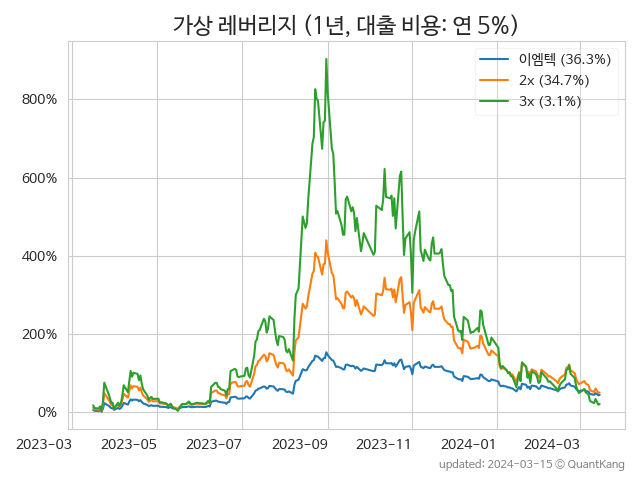 가상 레버리지 (1년, 대출 비용: 연 5%)
이엠텍 (36.3%)
2x (34.7%)
3x (3.1%)
800%
600%
400%
200%
0%
2023-03 2023-05 2023-07 2023-09 2023-11 2024-01 2024-03
updated: 2024-03-15 © QuantKang